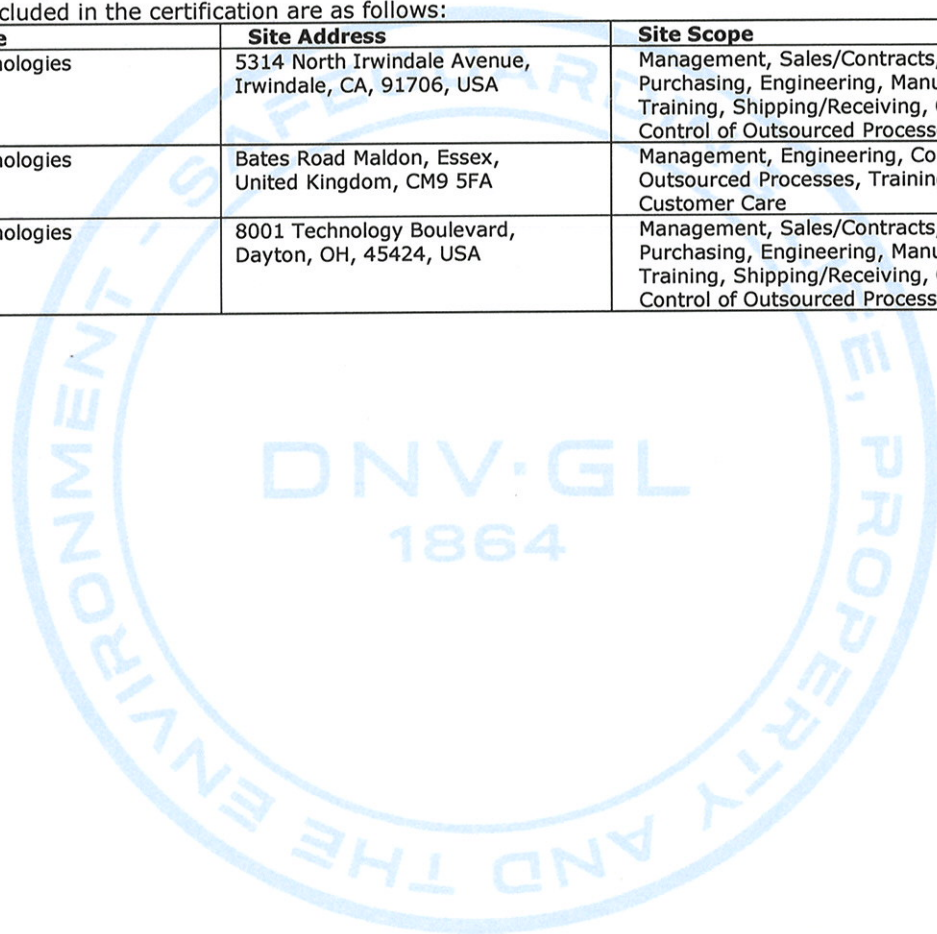 cluded in the certification are as follows:
e Site Address Site Scope
nologies 5314 North Irwindale Avenue, Management, Sales/Contracts,
Irwindale, CA, 91706, USA Purchasing, Engineering, Manu
Training, Shipping/Receiving,
Control of Outsourced Process
nologies Bates Road Maldon, Essex, Management, Engineering, Co
United Kingdom, CM9 5FA Outsourced Processes, Trainin
Customer Care
nologies 8001 Technology Boulevard, Management, Sales/Contracts,
Dayton, OH, 45424, USA Purchasing, Engineering, Manu
Training, Shipping/Receiving,
Control of Outsourced Process
DNV·GL
1864
SAFEGUARDING LIFE, PROPERTY AND THE ENVIRONMENT -